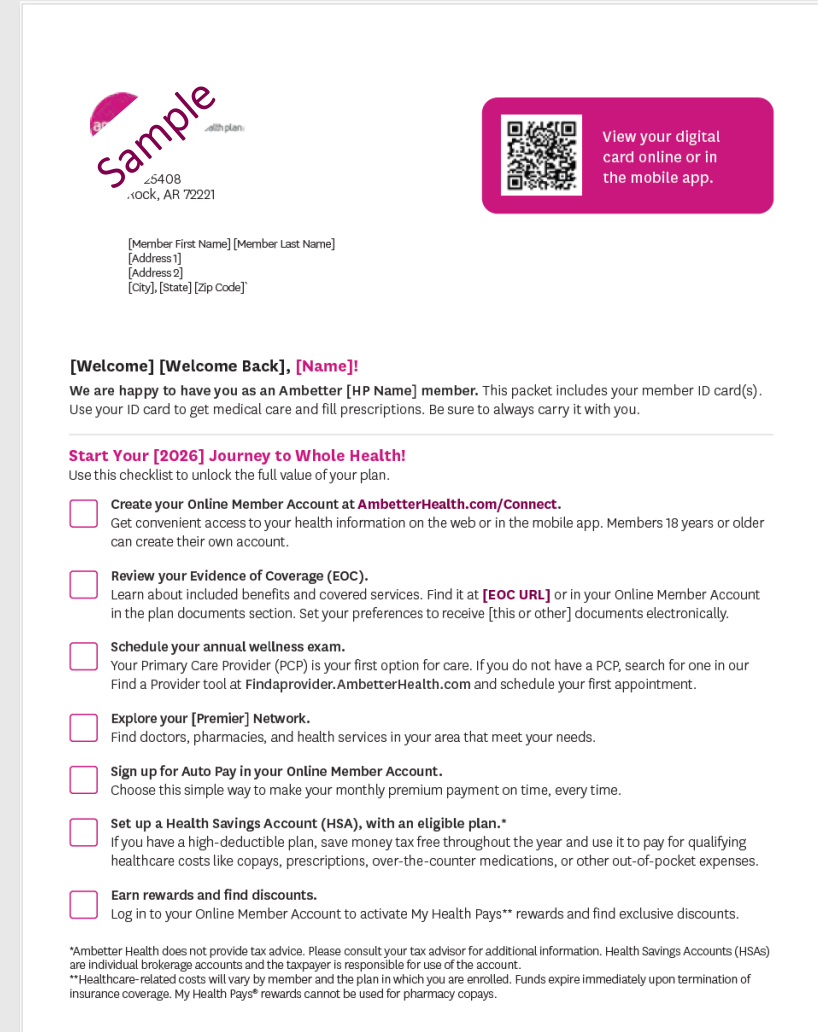 Sample
alth plan
25408
Rock, AR 72221
View your digital
card online or in
the mobile app.
[Member First Name] [Member Last Name]
[Address 1]
[Address 2]
[City], [State] [Zip Code]`
[Welcome] [Welcome Back], [Name]!
We are happy to have you as an Ambetter [HP Name] member. This packet includes your member ID card(s).
Use your ID card to get medical care and fill prescriptions. Be sure to always carry it with you.
Start Your [2026] Journey to Whole Health!
Use this checklist to unlock the full value of your plan.
Create your Online Member Account at AmbetterHealth.com/Connect.
Get convenient access to your health information on the web or in the mobile app. Members 18 years or older
can create their own account.
Review your Evidence of Coverage (EOC).
Learn about included benefits and covered services. Find it at [EOC URL] or in your Online Member Account
in the plan documents section. Set your preferences to receive [this or other] documents electronically.
Schedule your annual wellness exam.
Your Primary Care Provider (PCP) is your first option for care. If you do not have a PCP, search for one in our
Find a Provider tool at Findaprovider.AmbetterHealth.com and schedule your first appointment.
Explore your [Premier] Network.
Find doctors, pharmacies, and health services in your area that meet your needs.
Sign up for Auto Pay in your Online Member Account.
Choose this simple way to make your monthly premium payment on time, every time.
Set up a Health Savings Account (HSA), with an eligible plan.*
If you have a high-deductible plan, save money tax free throughout the year and use it to pay for qualifying
healthcare costs like copays, prescriptions, over-the-counter medications, or other out-of-pocket expenses.
Earn rewards and find discounts.
Log in to your Online Member Account to activate My Health Pays** rewards and find exclusive discounts.
*Ambetter Health does not provide tax advice. Please consult your tax advisor for additional information. Health Savings Accounts (HSAs)
are individual brokerage accounts and the taxpayer is responsible for use of the account.
**Healthcare-related costs will vary by member and the plan in which you are enrolled. Funds expire immediately upon termination of
insurance coverage. My Health Pays® rewards cannot be used for pharmacy copays.